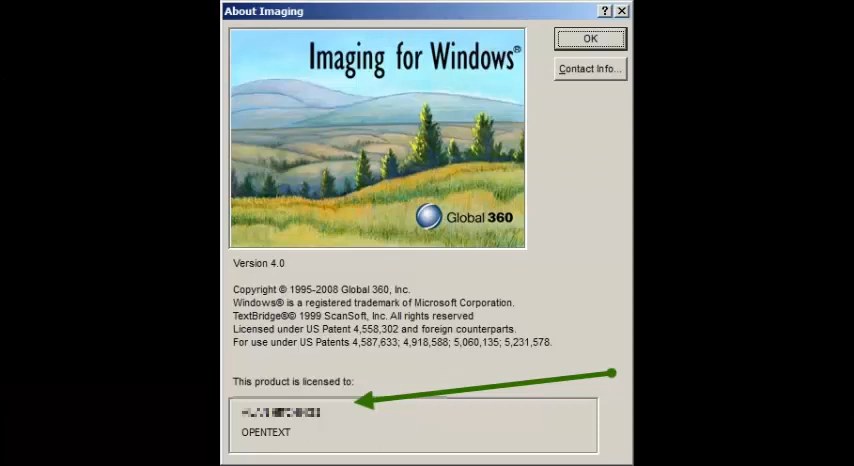 About Imaging
Imaging for Windows®
OK
Contact Info...
Global 360
Version 4.0
Copyright © 1995-2008 Global 360, Inc.
Windows® is a registered trademark of Microsoft Corporation.
TextBridge®© 1999 ScanSoft, Inc. All rights reserved
Licensed under US Patent 4,558,302 and foreign counterparts.
For use under US Patents 4,587,633; 4,918,588; 5,060,135; 5,231,578.
This product is licensed to:
OPENTEXT